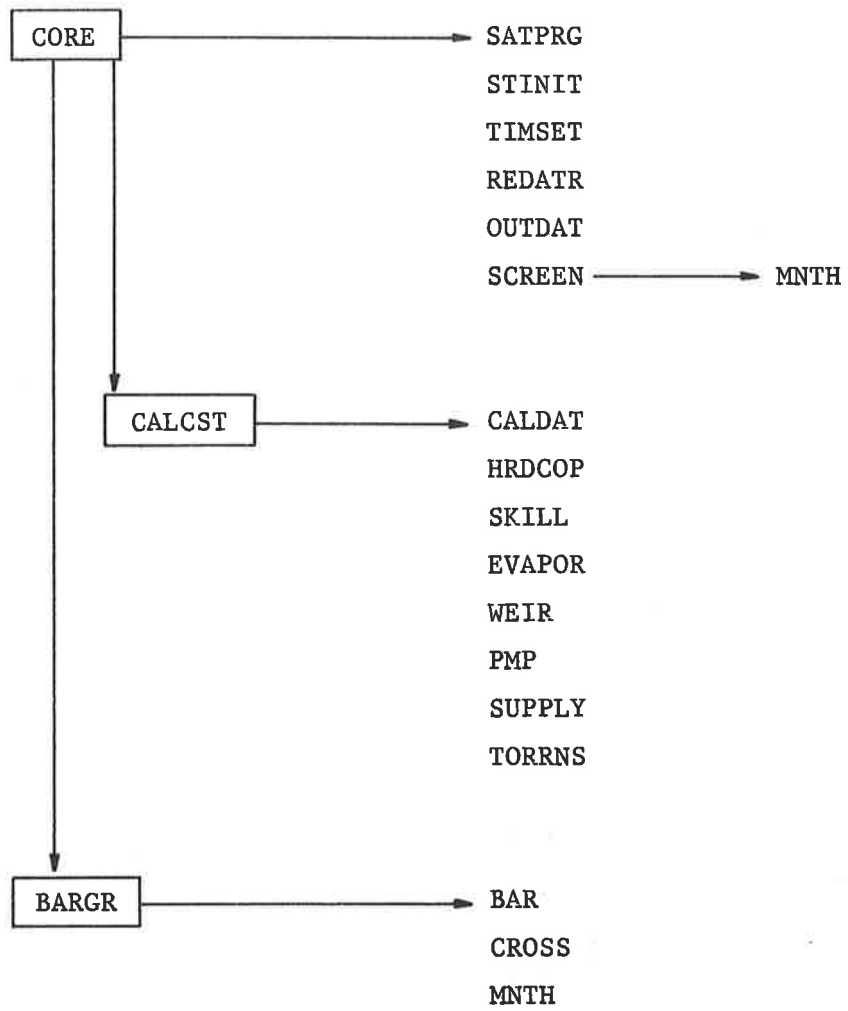 CORE
SATPRG
STINIT
TIMSET
REDATR
OUTDAT
SCREEN MNTH
CALCST
CALDAT
HRDCOP
SKILL
EVAPOR
WEIR
PMP
SUPPLY
TORRNS
BARGR
BAR
CROSS
MNTH